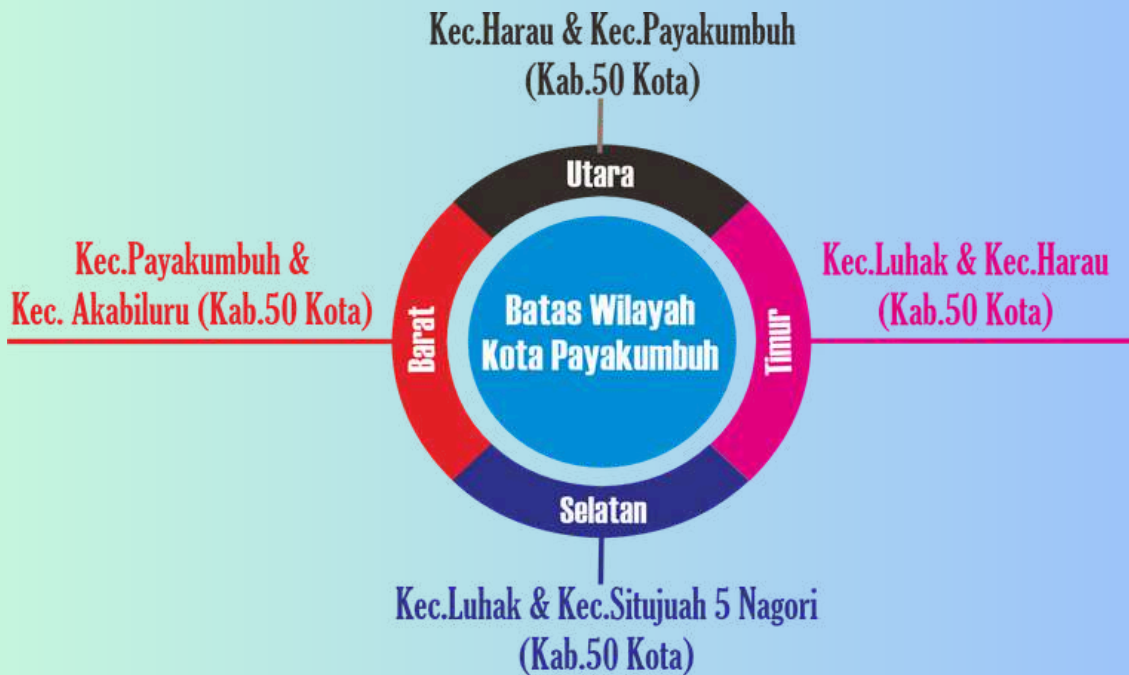 Kec.Harau & Kec.Payakumbuh
(Kab.50 Kota)
Utara
Kec.Payakumbuh &
Kec. Akabiluru (Kab.50 Kota)
Barat
Batas Wilayah
Kota Payakumbuh
Timur
Kec.Luhak & Kec.Harau
(Kab.50 Kota)
Selatan
Kec.Luhak & Kec.Situjuah 5 Nagori
(Kab.50 Kota)